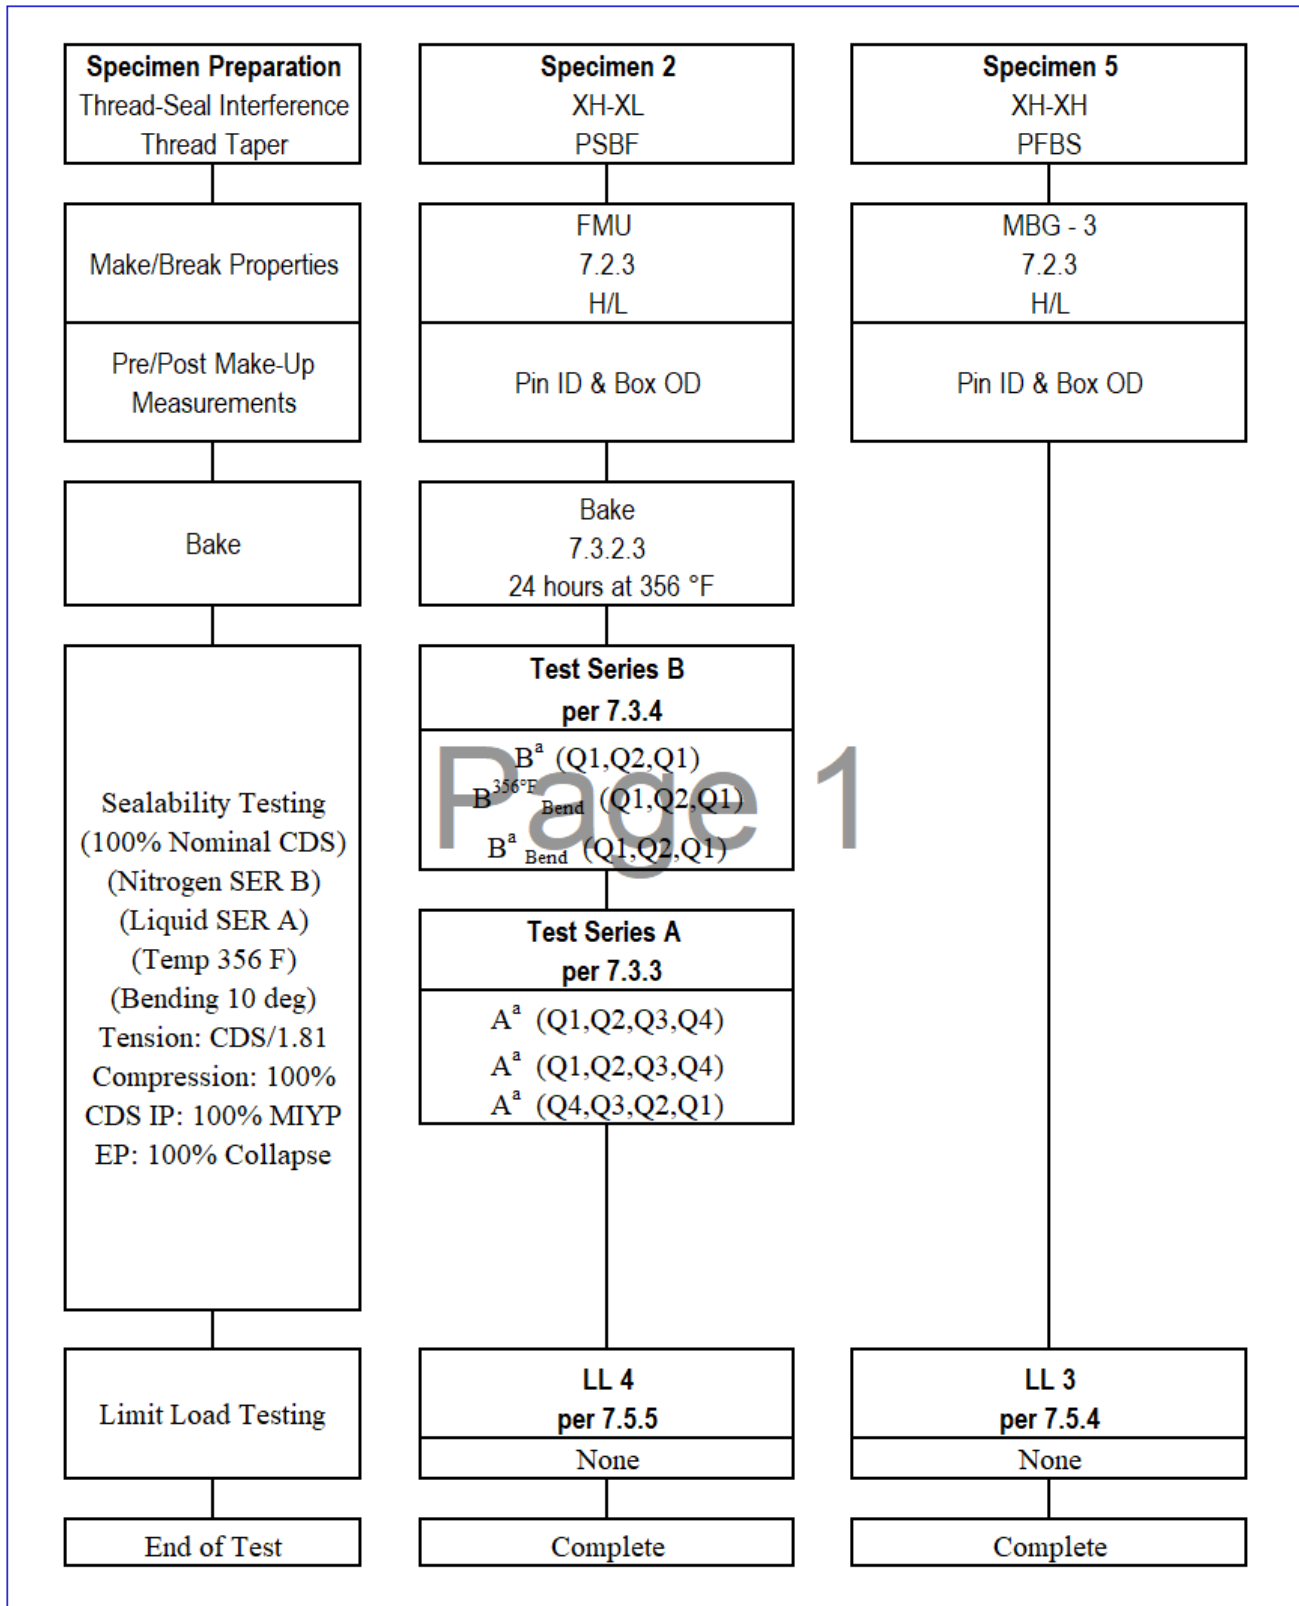 Specimen Preparation
Thread-Seal Interference
Thread Taper
Specimen 2
XH-XL
PSBF
Specimen 5
XH-XH
PFBS
Make/Break Properties
FMU
7.2.3
H/L
MBG - 3
7.2.3
H/L
Pre/Post Make-Up
Measurements
Pin ID & Box OD
Pin ID & Box OD
Bake
Bake
7.3.2.3
24 hours at 356 °F
Sealability Testing
(100% Nominal CDS)
(Nitrogen SER B)
(Liquid SER A)
(Temp 356 F)
(Bending 10 deg)
Tension: CDS/1.81
Compression: 100%
CDS IP: 100% MIYP
EP: 100% Collapse
Test Series B
per 7.3.4
Bᵃ (Q1,Q2,Q1)
B³⁵⁶°ᶠ Bend (Q1,Q2,Q1)
Bᵃ Bend (Q1,Q2,Q1)
Page 1
Test Series A
per 7.3.3
Aᵃ (Q1,Q2,Q3,Q4)
Aᵃ (Q1,Q2,Q3,Q4)
Aᵃ (Q4,Q3,Q2,Q1)
Limit Load Testing
LL 4
per 7.5.5
None
LL 3
per 7.5.4
None
End of Test
Complete
Complete